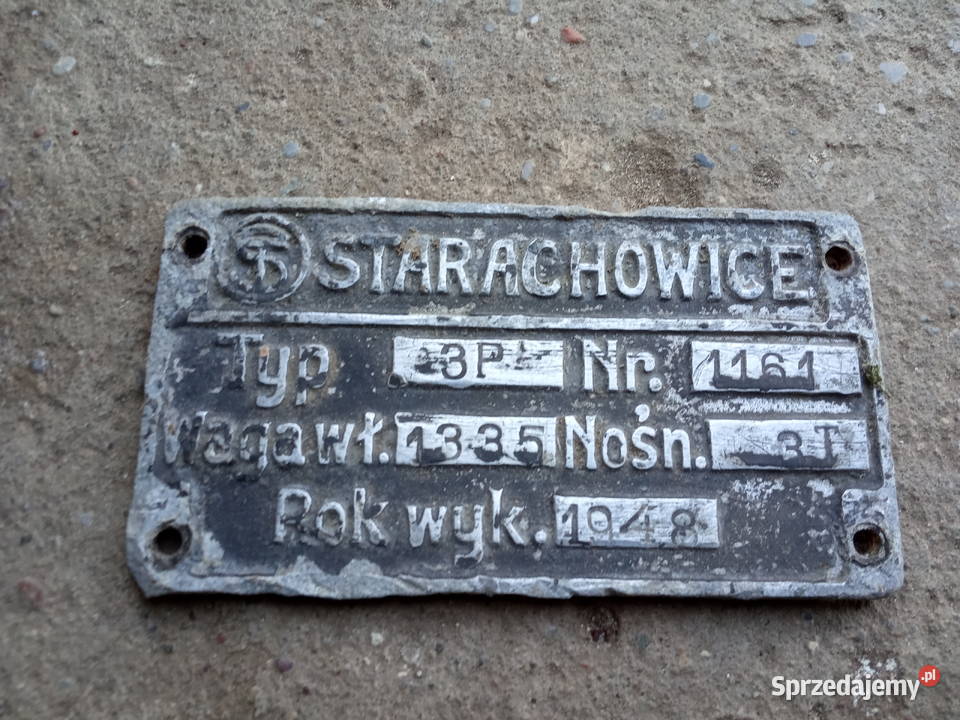 STARACHOWICE
Typ 3P Nr. 1161
Waga wł. 1335 Nośn. 3T
Rok wyk. 1948
Sprzedajemy.pl